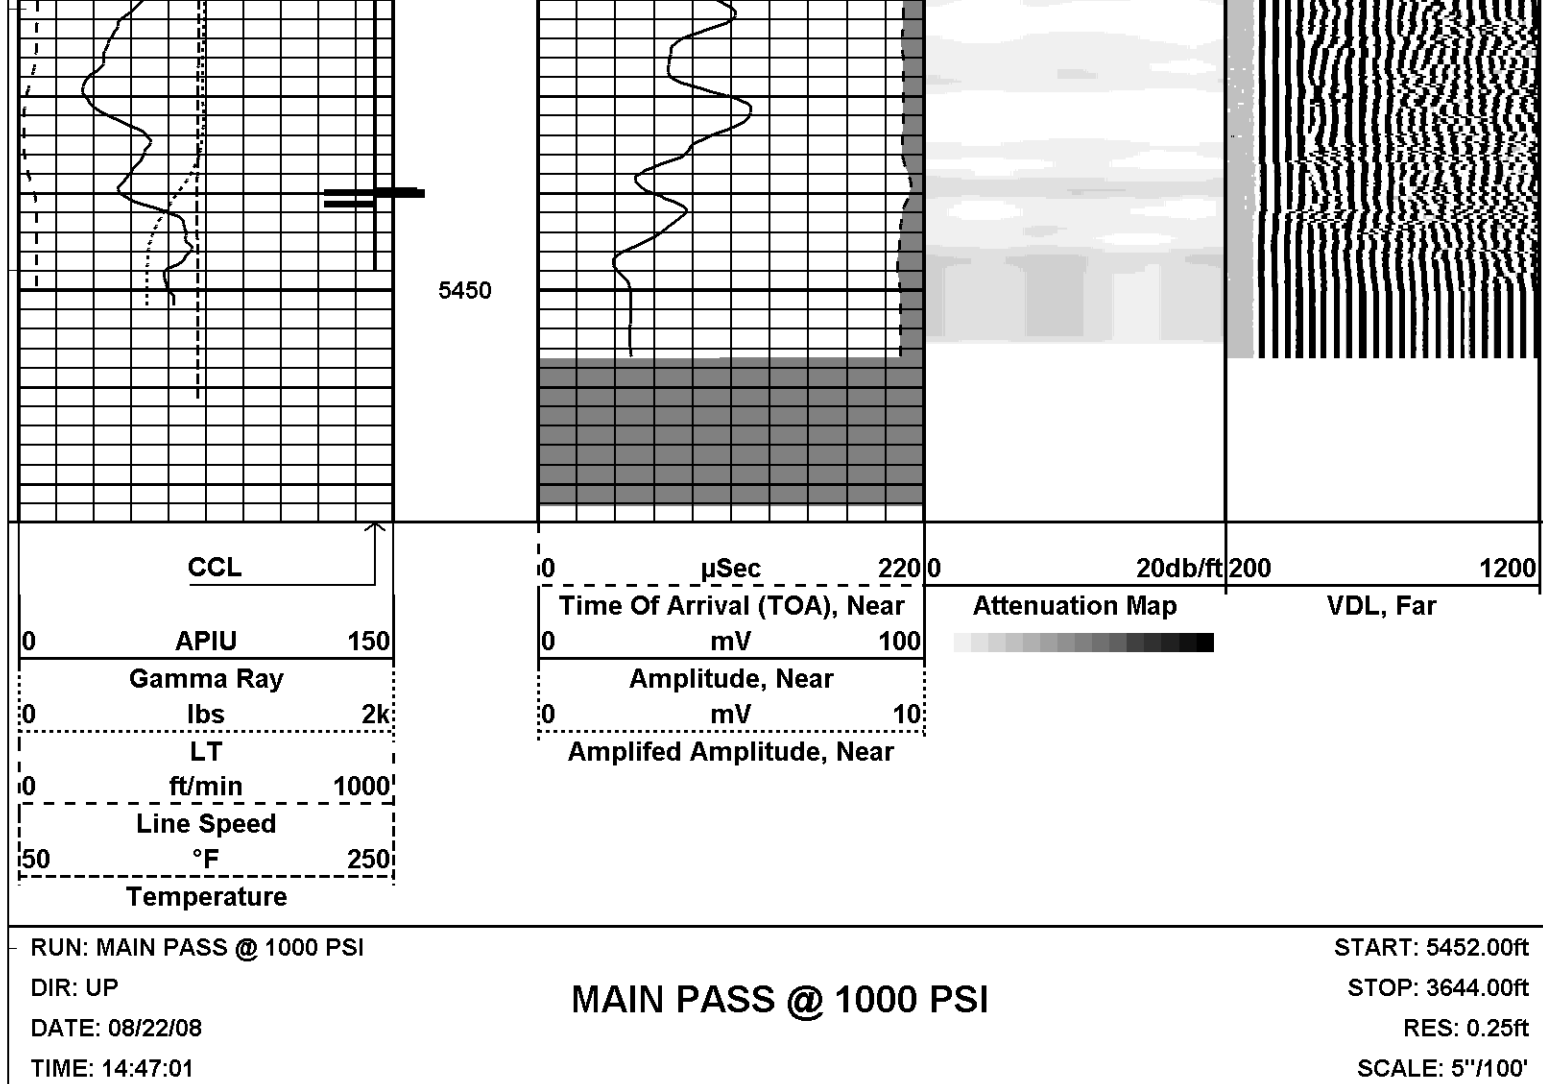 5450
CCL
0 µSec 220
Time Of Arrival (TOA), Near
0 20db/ft
Attenuation Map
200 1200
VDL, Far
0 APIU 150
Gamma Ray
0 mV 100
Amplitude, Near
0 lbs 2k
LT
0 mV 10
Amplifed Amplitude, Near
0 ft/min 1000
Line Speed
50 °F 250
Temperature
RUN: MAIN PASS @ 1000 PSI
DIR: UP
DATE: 08/22/08
TIME: 14:47:01
MAIN PASS @ 1000 PSI
START: 5452.00ft
STOP: 3644.00ft
RES: 0.25ft
SCALE: 5''/100'